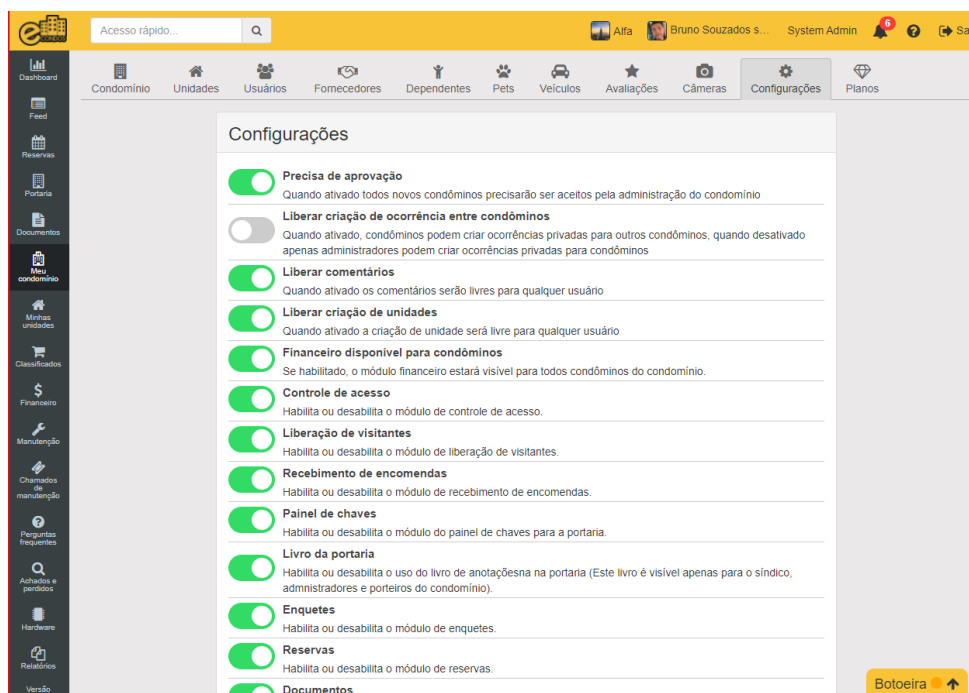 e
CONDOS
Acesso rápido...
Alfa
Bruno Souzados s...
System Admin
6
Sa
Dashboard
Feed
Reservas
Portaria
Documentos
Meu
condomínio
Minhas
unidades
Classificados
Financeiro
Manutenção
Chamados
de
manutenção
Perguntas
frequentes
Achados e
perdidos
Hardware
Relatórios
Versão
Condomínio
Unidades
Usuários
Fornecedores
Dependentes
Pets
Veículos
Avaliações
Câmeras
Configurações
Planos
Configurações
Precisa de aprovação
Quando ativado todos novos condôminos precisarão ser aceitos pela administração do condomínio
Liberar criação de ocorrência entre condôminos
Quando ativado, condôminos podem criar ocorrências privadas para outros condôminos, quando desativado
apenas administradores podem criar ocorrências privadas para condôminos
Liberar comentários
Quando ativado os comentários serão livres para qualquer usuário
Liberar criação de unidades
Quando ativado a criação de unidade será livre para qualquer usuário
Financeiro disponível para condôminos
Se habilitado, o módulo financeiro estará visível para todos condôminos do condomínio.
Controle de acesso
Habilita ou desabilita o módulo de controle de acesso.
Liberação de visitantes
Habilita ou desabilita o módulo de liberação de visitantes.
Recebimento de encomendas
Habilita ou desabilita o módulo de recebimento de encomendas.
Painel de chaves
Habilita ou desabilita o módulo do painel de chaves para a portaria.
Livro da portaria
Habilita ou desabilita o uso do livro de anotaçõesna na portaria (Este livro é visível apenas para o síndico,
admnistradores e porteiros do condomínio).
Enquetes
Habilita ou desabilita o módulo de enquetes.
Reservas
Habilita ou desabilita o módulo de reservas.
Documentos
Botoeira